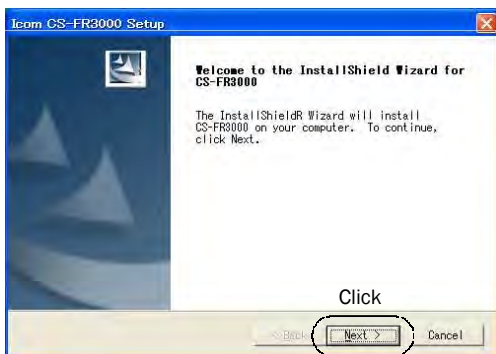 Icom CS-FR3000 Setup
Welcome to the InstallShield Wizard for
CS-FR3000
The InstallShieldR Wizard will install
CS-FR3000 on your computer. To continue,
click Next.
Click
< Back
Next >
Cancel